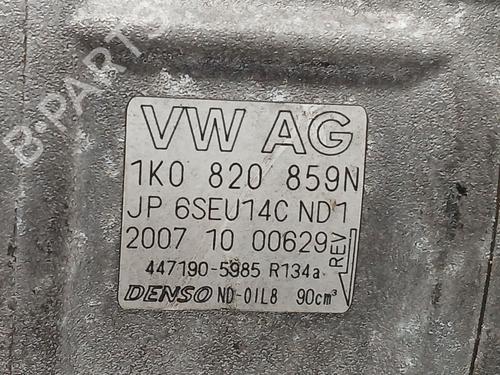 B-PARTS
VW AG
1K0 820 859N
JP 6SEU14C ND1
2007 10 00629
REV
447190-5985 R134a
DENSO ND-OIL8 90cm³